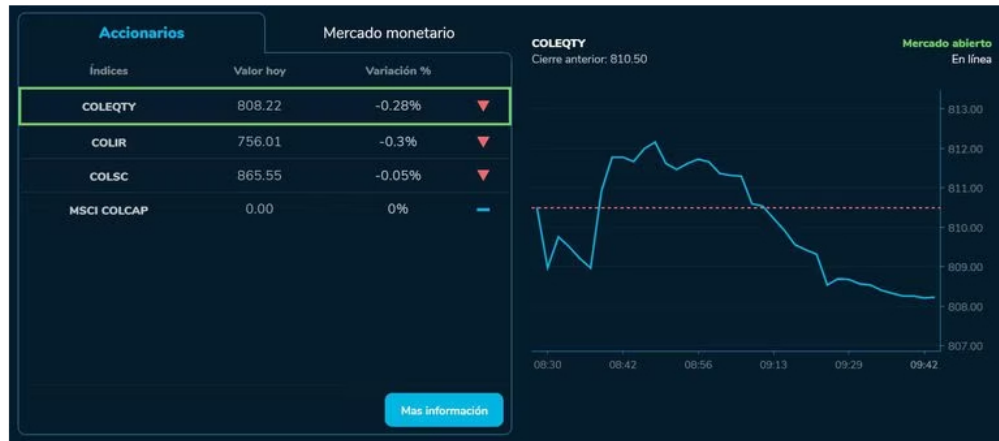 Accionarios
Mercado monetario
Índices Valor hoy Variación %
COLEQTY 808.22 -0.28%
COLIR 756.01 -0.3%
COLSC 865.55 -0.05%
MSCI COLCAP 0.00 0%
Mas información
COLEQTY
Cierre anterior: 810.50
Mercado abierto
En línea
813.00
812.00
811.00
810.00
809.00
808.00
807.00
08:30 08:42 08:56 09:13 09:29 09:42